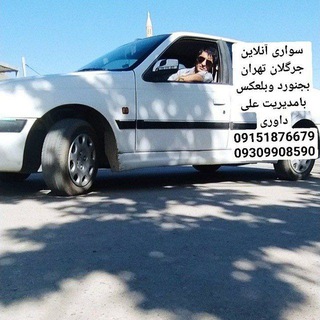 سواری آنلاین
جرگلان تهران
بجنورد وبلعکس
بامدیریت علی
داوری
09151876679
09309908590